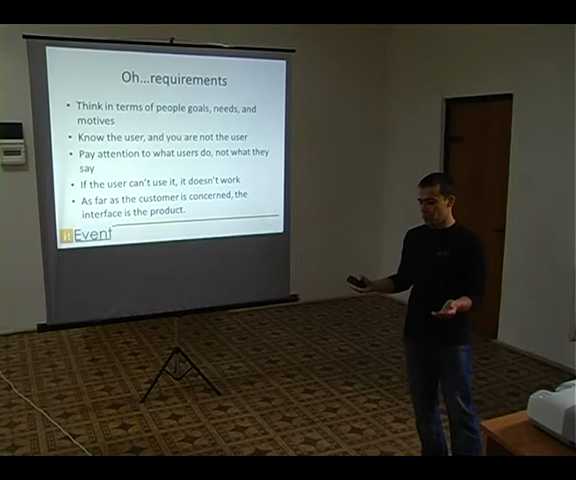 Oh...requirements
• Think in terms of people goals, needs, and
motives
• Know the user, and you are not the user
• Pay attention to what users do, not what they
say
• If the user can't use it, it doesn't work
• As far as the customer is concerned, the
interface is the product.
it Event